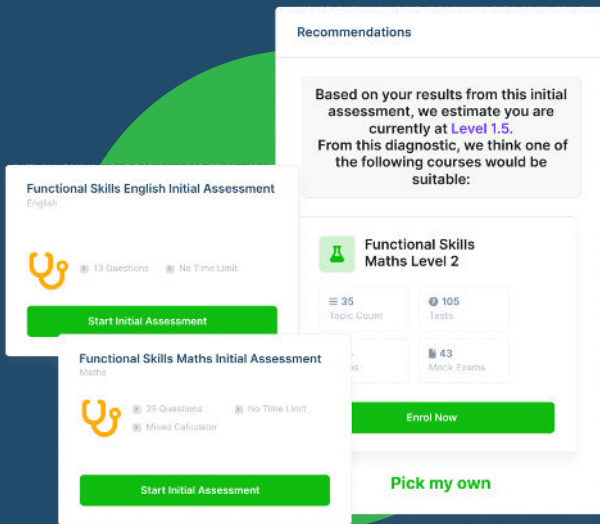 Recommendations
Based on your results from this initial
assessment, we estimate you are
currently at Level 1.5.
From this diagnostic, we think one of
the following courses would be
suitable:
Functional Skills English Initial Assessment
English
13 Questions
No Time Limit
Start Initial Assessment
Functional Skills
Maths Level 2
35
Topic Count
105
Tests
43
Mock Exams
Enrol Now
Pick my own
Functional Skills Maths Initial Assessment
Maths
25 Questions
No Time Limit
Mixed Calculator
Start Initial Assessment